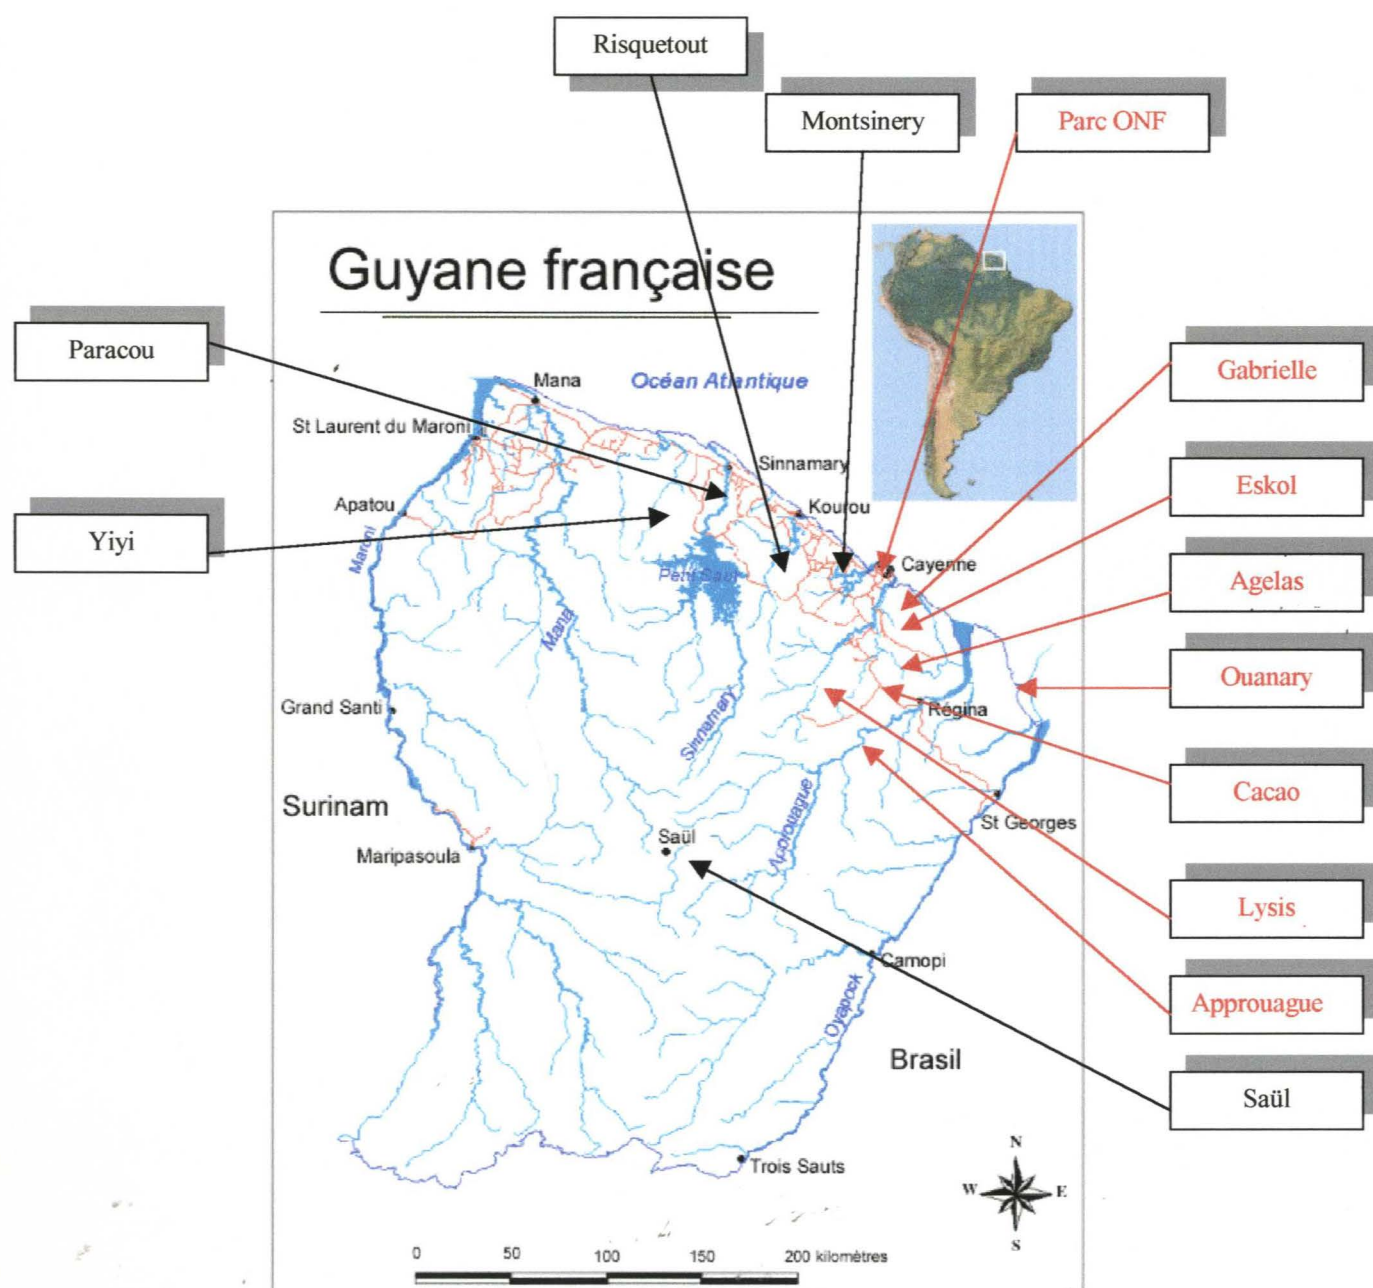 Risquetout
Montsinery
Parc ONF
Guyane française
Paracou
Gabrielle
Mana
Océan Atlantique
St Laurent du Maroni
Sinnamary
Eskol
Apatou
Kourou
Yiyi
Maroni
Cayenne
Petit Saut
Agelas
Mana
Ouanary
Grand Santi
Régina
Sinnamary
Cacao
Surinam
Approuague
St Georges
Saül
Maripasoula
Lysis
Camopi
Approuague
Oyapock
Brasil
Saül
Trois Sauts
N
W
E
S
0 50 100 150 200 kilomètres